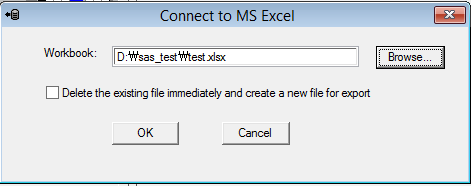 Connect to MS Excel
Workbook: D:₩sas_test₩test.xlsx Browse...
Delete the existing file immediately and create a new file for export
OK Cancel